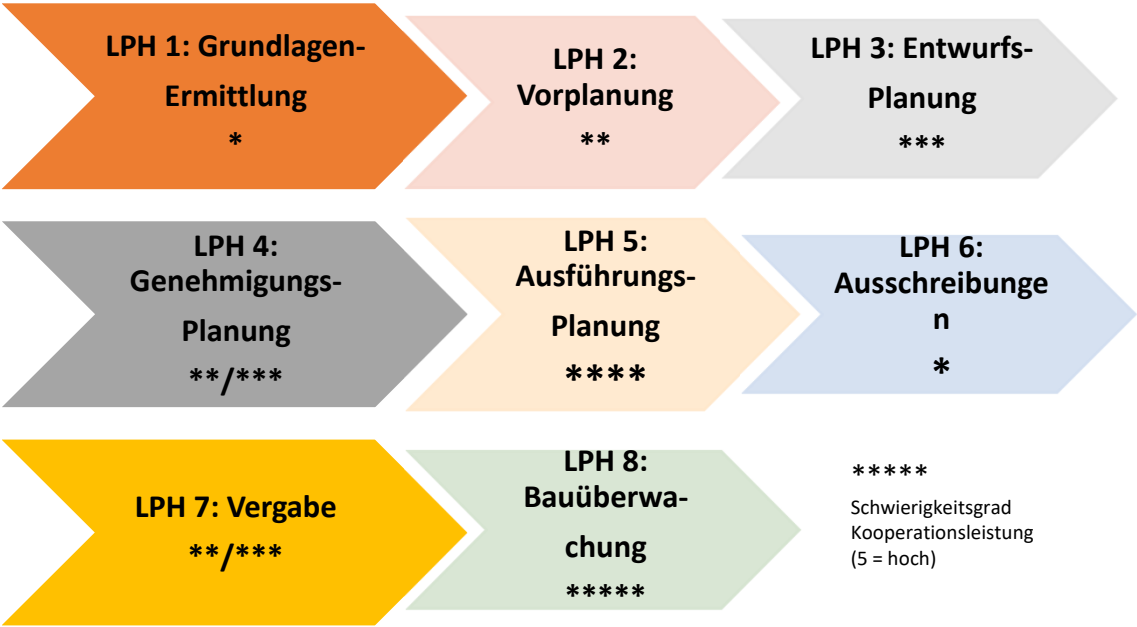 LPH 1: Grundlagen-
Ermittlung
*
LPH 2:
Vorplanung
**
LPH 3: Entwurfs-
Planung
***
LPH 4:
Genehmigungs-
Planung
**/***
LPH 5:
Ausführungs-
Planung
****
LPH 6:
Ausschreibunge
n
*
LPH 7: Vergabe
**/***
LPH 8:
Bauüberwa-
chung
*****
*****
Schwierigkeitsgrad
Kooperationsleistung
(5 = hoch)